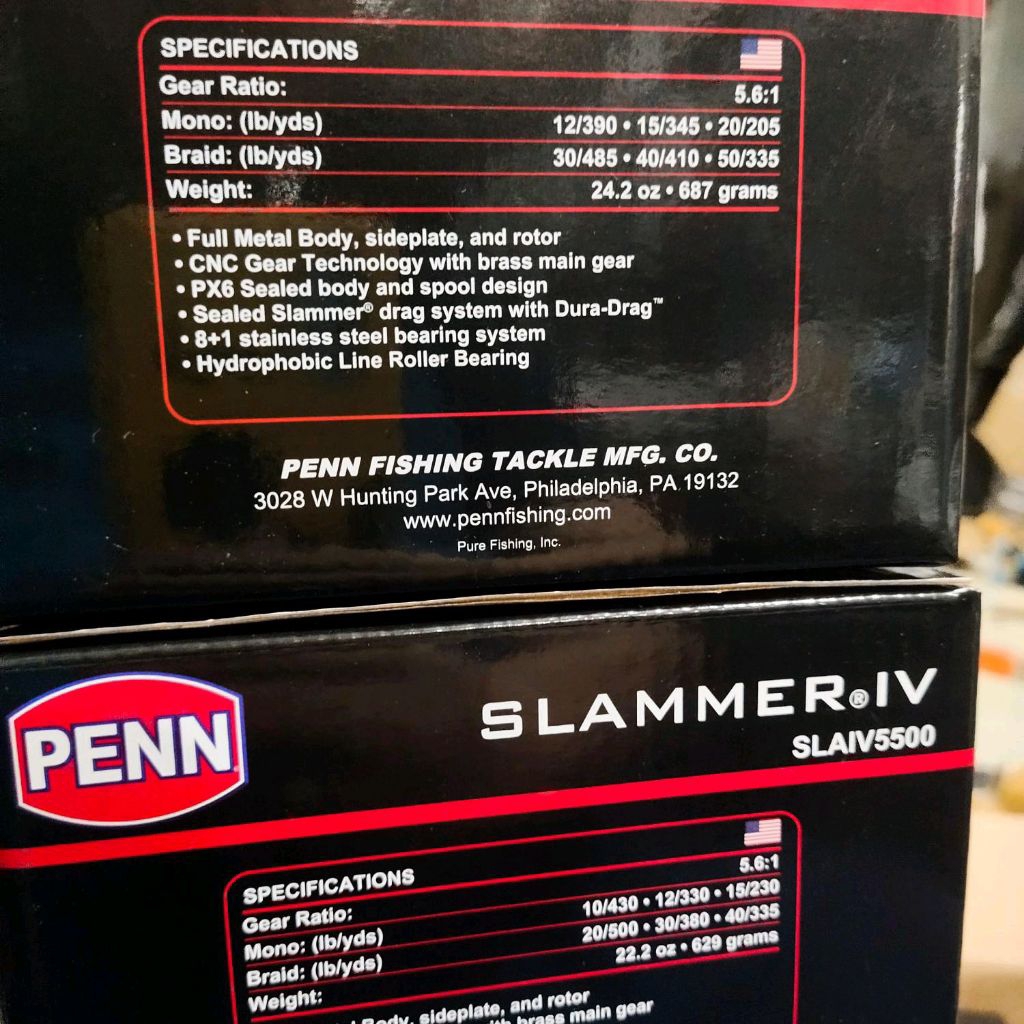 SPECIFICATIONS
Gear Ratio: 5.6:1
Mono: (lb/yds) 12/390 • 15/345 • 20/205
Braid: (lb/yds) 30/485 • 40/410 • 50/335
Weight: 24.2 oz • 687 grams
• Full Metal Body, sideplate, and rotor
• CNC Gear Technology with brass main gear
• PX6 Sealed body and spool design
• Sealed Slammer® drag system with Dura-Drag™
• 8+1 stainless steel bearing system
• Hydrophobic Line Roller Bearing
PENN FISHING TACKLE MFG. CO.
3028 W Hunting Park Ave, Philadelphia, PA 19132
www.pennfishing.com
Pure Fishing, Inc.
PENN
SLAMMER® IV
SLAIV5500
SPECIFICATIONS
Gear Ratio: 5.6:1
Mono: (lb/yds) 10/430 • 12/330 • 15/230
Braid: (lb/yds) 20/500 • 30/380 • 40/335
Weight: 22.2 oz • 629 grams
Body, sideplate, and rotor
with brass main gear